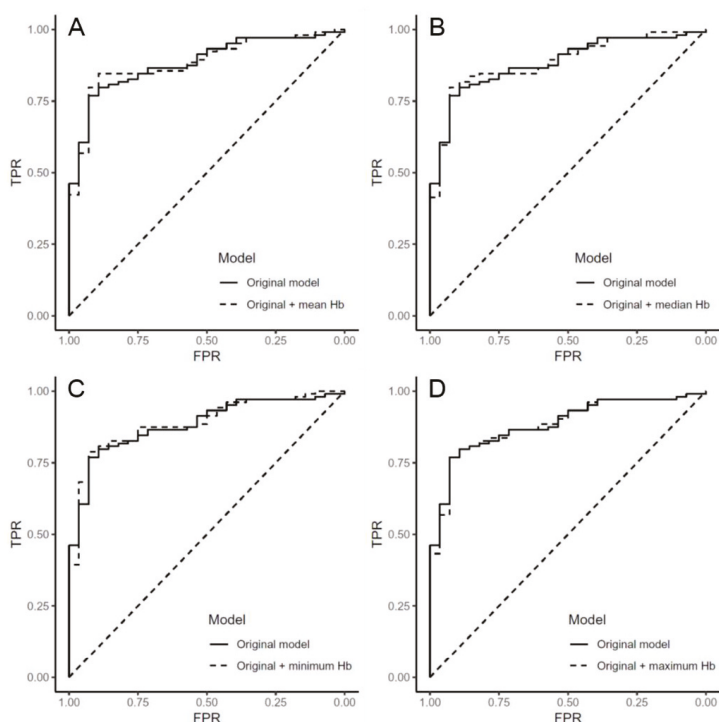 A
1.00
0.75
0.50
0.25
0.00
TPR
Model
Original model
Original + mean Hb
1.00 0.75 0.50 0.25 0.00
FPR
B
1.00
0.75
0.50
0.25
0.00
TPR
Model
Original model
Original + median Hb
1.00 0.75 0.50 0.25 0.00
FPR
C
1.00
0.75
0.50
0.25
0.00
TPR
Model
Original model
Original + minimum Hb
1.00 0.75 0.50 0.25 0.00
FPR
D
1.00
0.75
0.50
0.25
0.00
TPR
Model
Original model
Original + maximum Hb
1.00 0.75 0.50 0.25 0.00
FPR